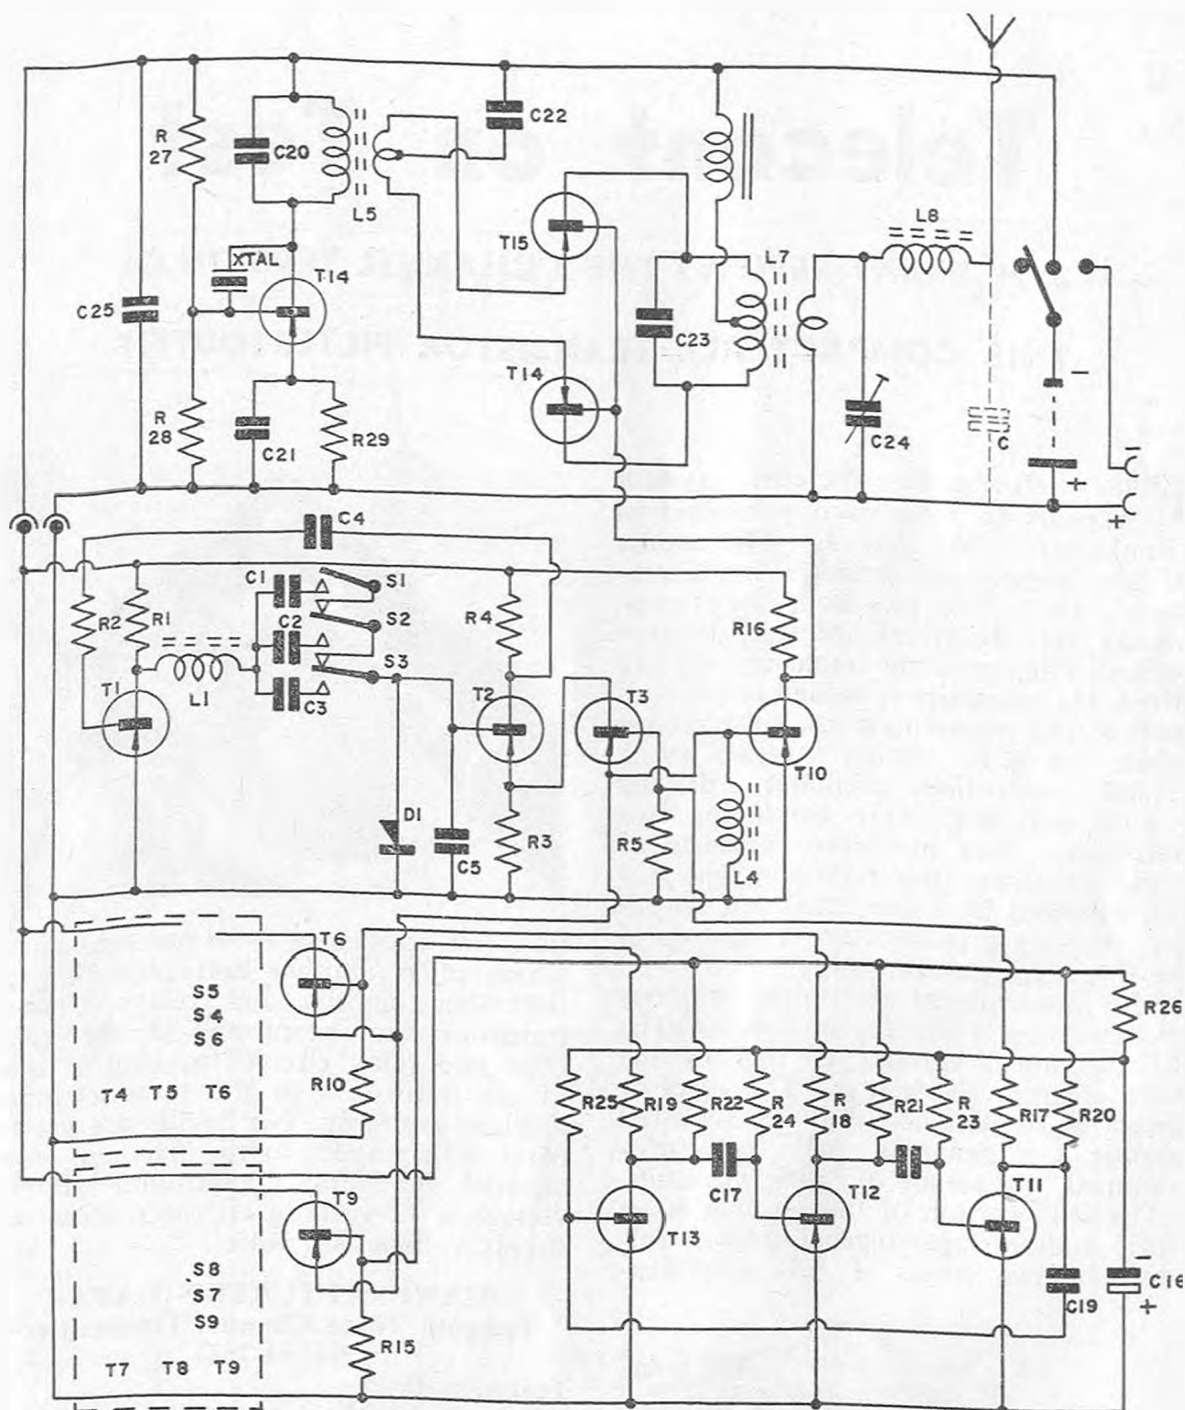 R
27
C20
L5
C22
XTAL
T14
C25
T15
L7
L8
C23
T14
R
28
C21
R29
C24
C
-
+
-
+
C4
C1
S1
C2
S2
S3
C3
R2
R1
L1
T1
R4
T2
T3
R16
T10
D1
C5
R3
R5
L4
T6
S5
S4
S6
R10
T4 T5 T6
R26
R25
R19
R22
R
24
R
18
R21
R
23
R17
R20
C17
T9
T13
T12
T11
S8
S7
S9
R15
C19
-
C16
+
T7 T8 T9